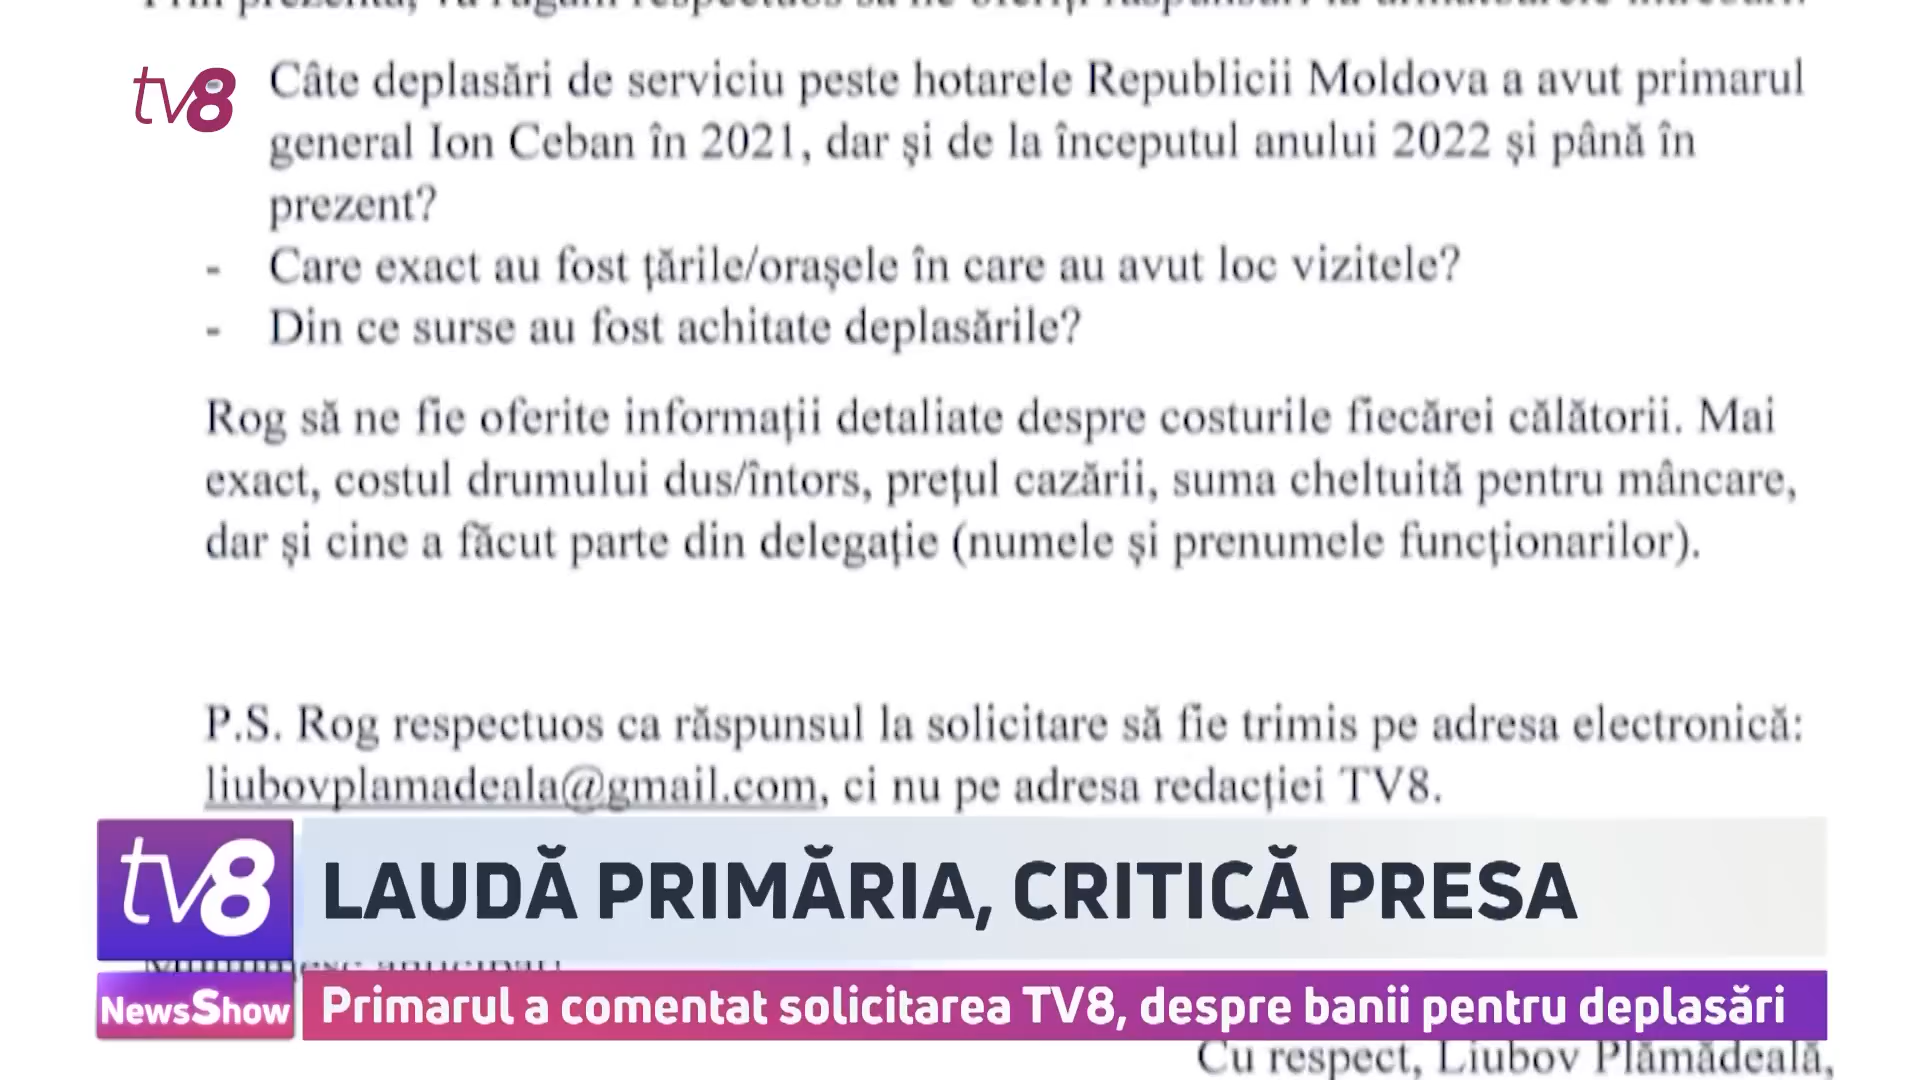 tv8
Câte deplasări de serviciu peste hotarele Republicii Moldova a avut primarul
general Ion Ceban în 2021, dar și de la începutul anului 2022 și până în
prezent?
- Care exact au fost țările/orașele în care au avut loc vizitele?
- Din ce surse au fost achitate deplasările?
Rog să ne fie oferite informații detaliate despre costurile fiecărei călătorii. Mai
exact, costul drumului dus/întors, prețul cazării, suma cheltuită pentru mâncare,
dar și cine a făcut parte din delegație (numele și prenumele funcționarilor).
P.S. Rog respectuos ca răspunsul la solicitare să fie trimis pe adresa electronică:
liubovplamadeala@gmail.com, ci nu pe adresa redacției TV8.
tv8
LAUDĂ PRIMĂRIA, CRITICĂ PRESA
NewsShow
Primarul a comentat solicitarea TV8, despre banii pentru deplasări
Cu respect, Liubov Plămădeală,